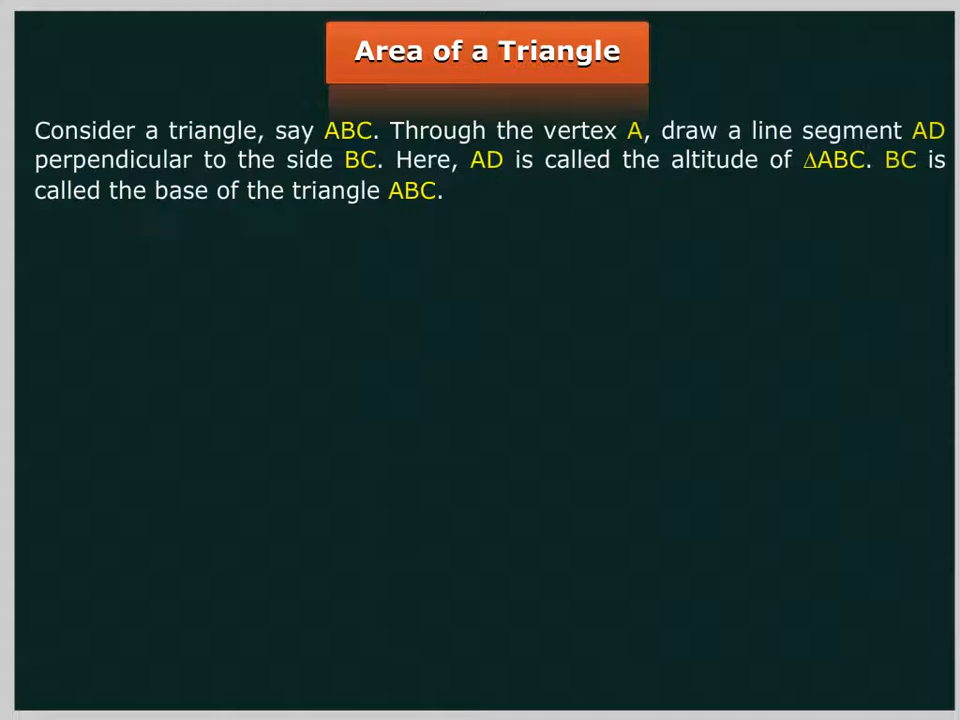 Area of a Triangle
Consider a triangle, say ABC. Through the vertex A, draw a line segment AD
perpendicular to the side BC. Here, AD is called the altitude of ∆ABC. BC is
called the base of the triangle ABC.